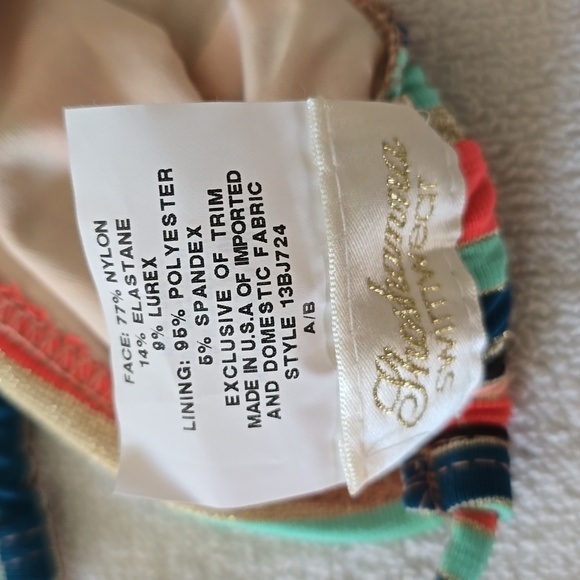 FACE: 77% NYLON
14% ELASTANE
9% LUREX
LINING: 95% POLYESTER
5% SPANDEX
EXCLUSIVE OF TRIM
MADE IN U.S.A OF IMPORTED
AND DOMESTIC FABRIC
STYLE 13BJ724
A/B
Shoshanna
SWIMWEAR